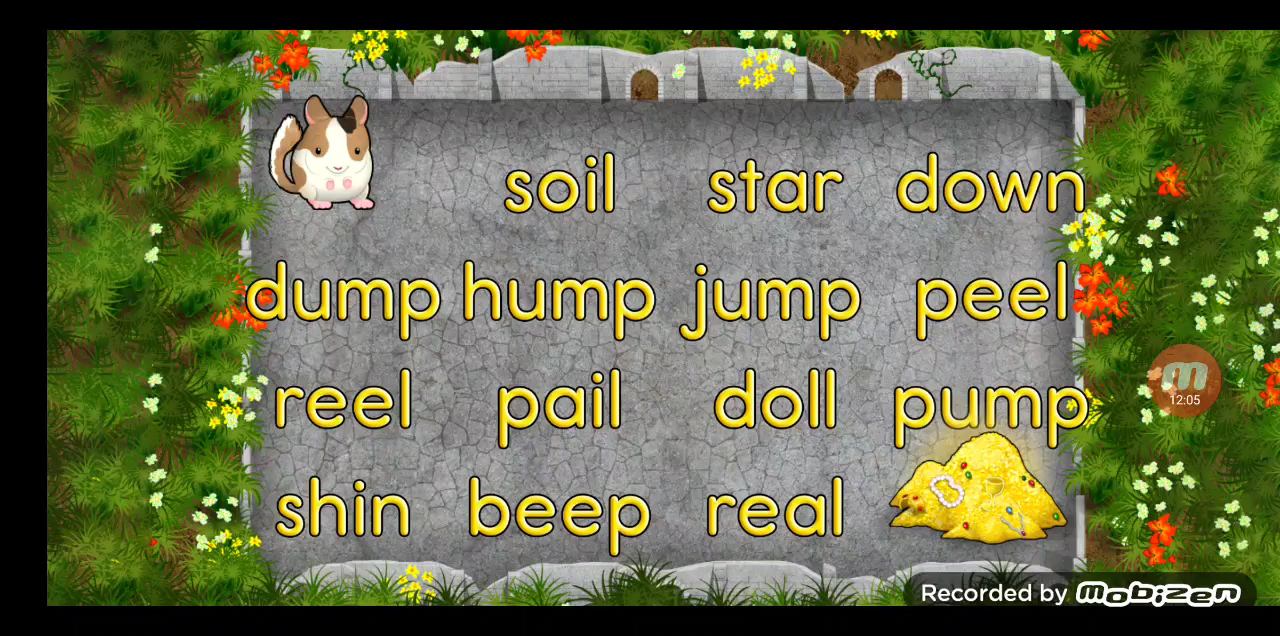 soil star down
dump hump jump peel
reel pail doll pump
shin beep real
12:05
Recorded by Mobizen